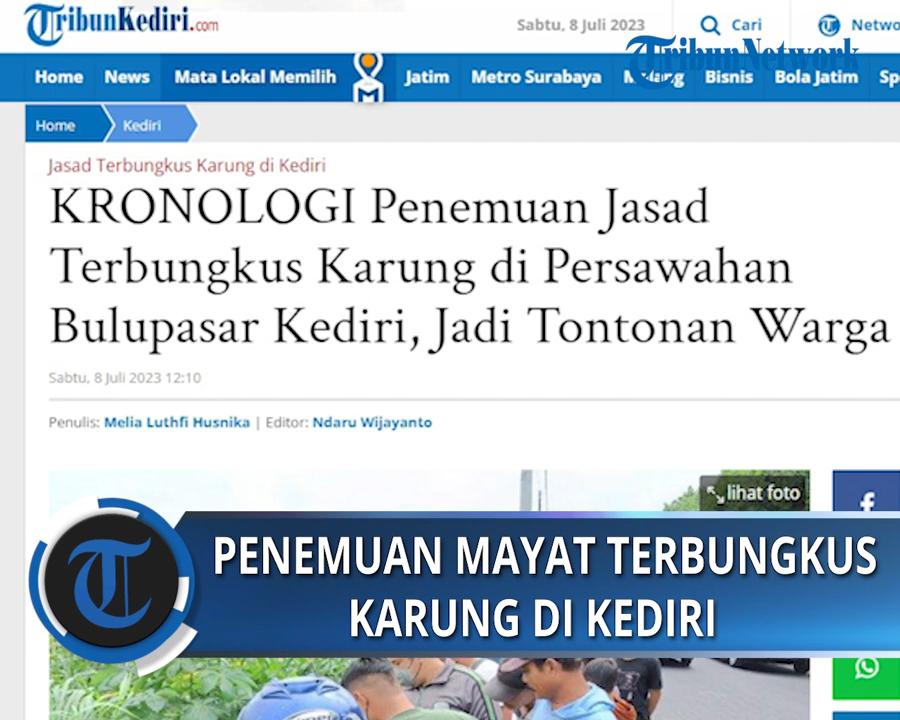 TribunKediri.com
Sabtu, 8 Juli 2023
Cari
TribunNetwork
Home News Mata Lokal Memilih Jatim Metro Surabaya Bisnis Bola Jatim
Home Kediri
Jasad Terbungkus Karung di Kediri
KRONOLOGI Penemuan Jasad
Terbungkus Karung di Persawahan
Bulupasar Kediri, Jadi Tontonan Warga
Sabtu, 8 Juli 2023 12:10
Penulis: Melia Luthfi Husnika | Editor: Ndaru Wijayanto
lihat foto
f
T
PENEMUAN MAYAT TERBUNGKUS
KARUNG DI KEDIRI